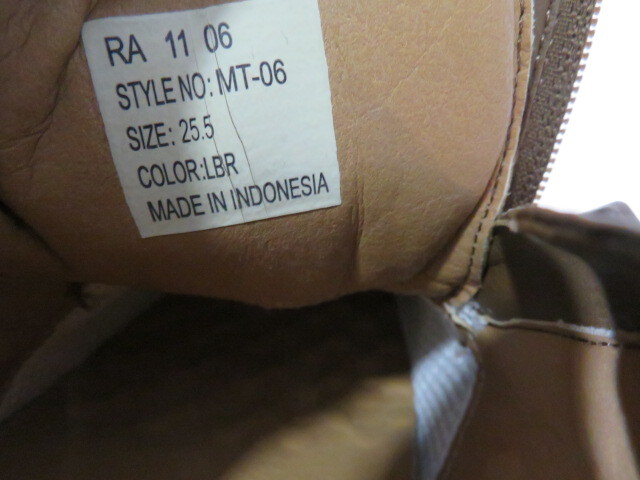 RA 11 06
STYLE NO: MT-06
SIZE: 25.5
COLOR:LBR
MADE IN INDONESIA